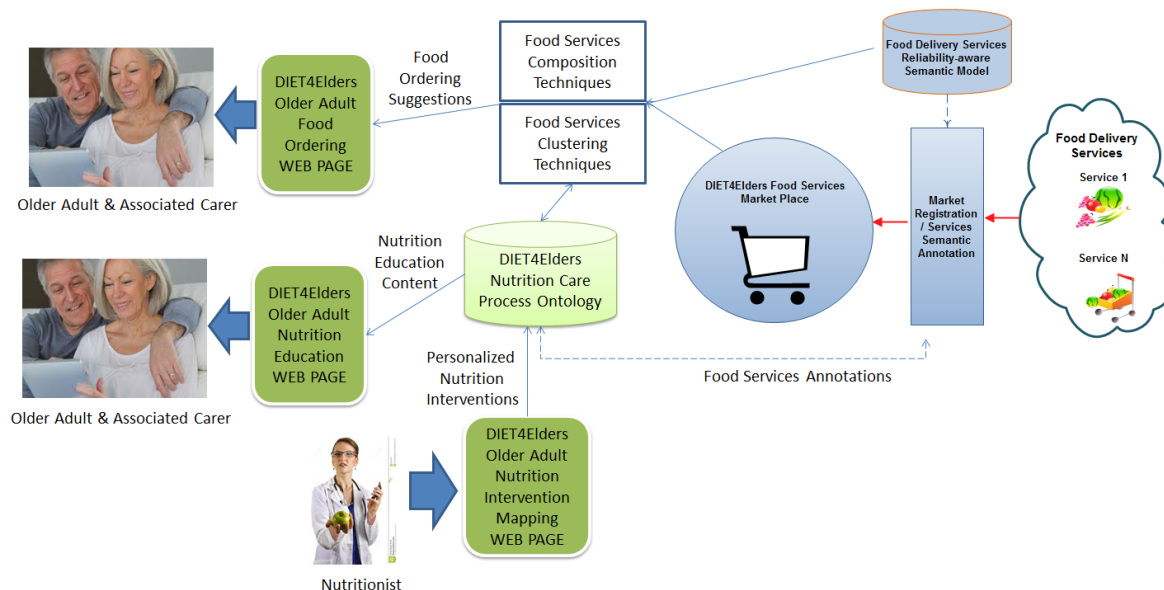 DIET4Elders
Older Adult
Food
Ordering
WEB PAGE
Older Adult & Associated Carer
Food
Ordering
Suggestions
Food Services
Composition
Techniques
Food Services
Clustering
Techniques
Food Delivery Services
Reliability-aware
Semantic Model
DIET4Elders Food Services
Market Place
Market
Registration
/ Services
Semantic
Annotation
Food Delivery
Services
Service 1
Service N
DIET4Elders
Nutrition Care
Process Ontology
Nutrition
Education
Content
DIET4Elders
Older Adult
Nutrition
Education
WEB PAGE
Older Adult & Associated Carer
Personalized
Nutrition
Interventions
Food Services Annotations
DIET4Elders
Older Adult
Nutrition
Intervention
Mapping
WEB PAGE
Nutritionist